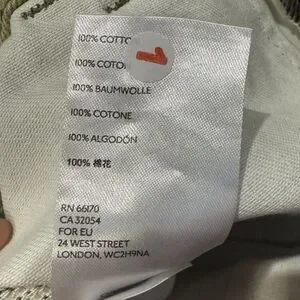 100% COTTO
100% COTO
100% BAUMWOLLE
100% COTONE
100% ALGODÓN
100% 棉花
RN 66170
CA 32054
FOR EU
24 WEST STREET
LONDON, WC2H9NA